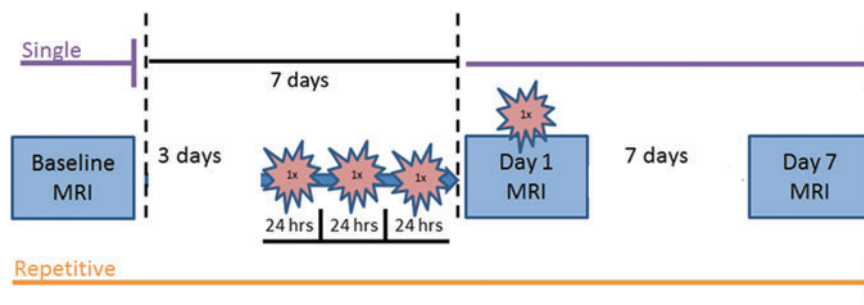 Single
7 days
Baseline
MRI
3 days
1x
1x
1x
24 hrs
24 hrs
24 hrs
1x
Day 1
MRI
7 days
Day 7
MRI
Repetitive